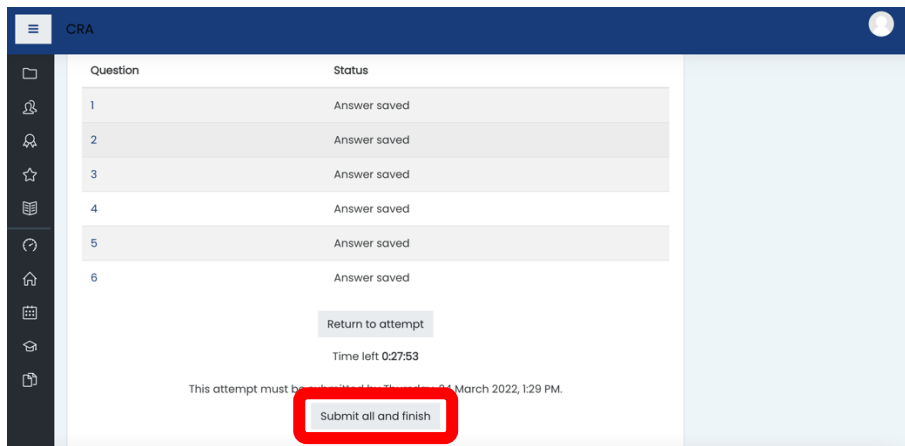 CRA
Question Status
1 Answer saved
2 Answer saved
3 Answer saved
4 Answer saved
5 Answer saved
6 Answer saved
Return to attempt
Time left 0:27:53
This attempt must March 2022, 1:29 PM.
Submit all and finish